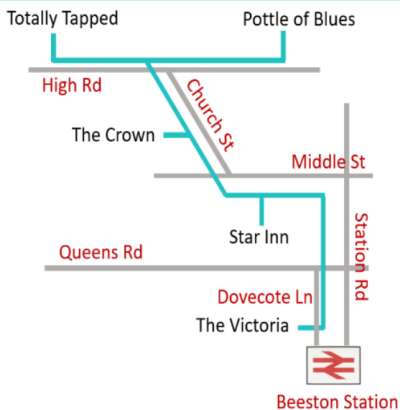 Totally Tapped
Pottle of Blues
High Rd
Church St
The Crown
Middle St
Star Inn
Station Rd
Queens Rd
Dovecote Ln
The Victoria
Beeston Station